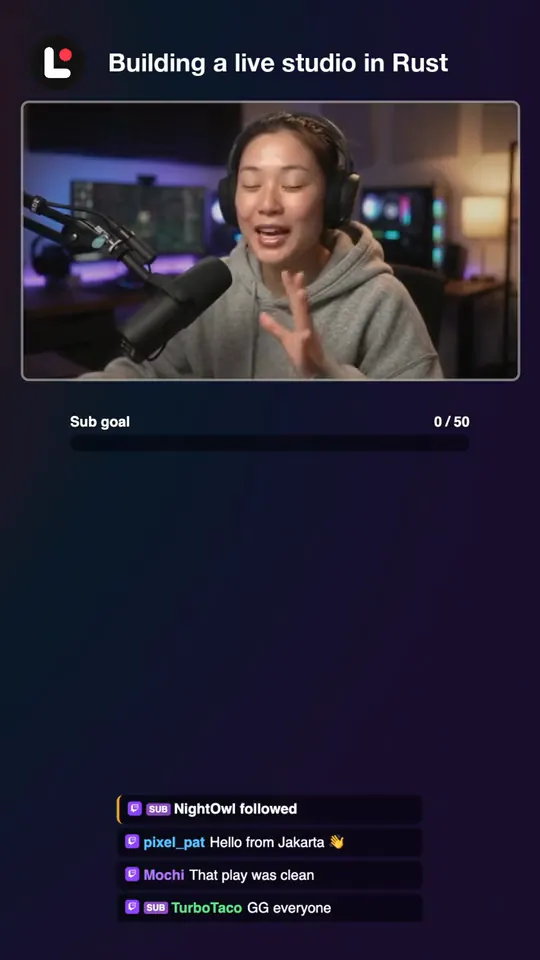 Building a live studio in Rust
Sub goal 0 / 50
SUB NightOwl followed
pixel_pat Hello from Jakarta 👋
Mochi That play was clean
SUB TurboTaco GG everyone